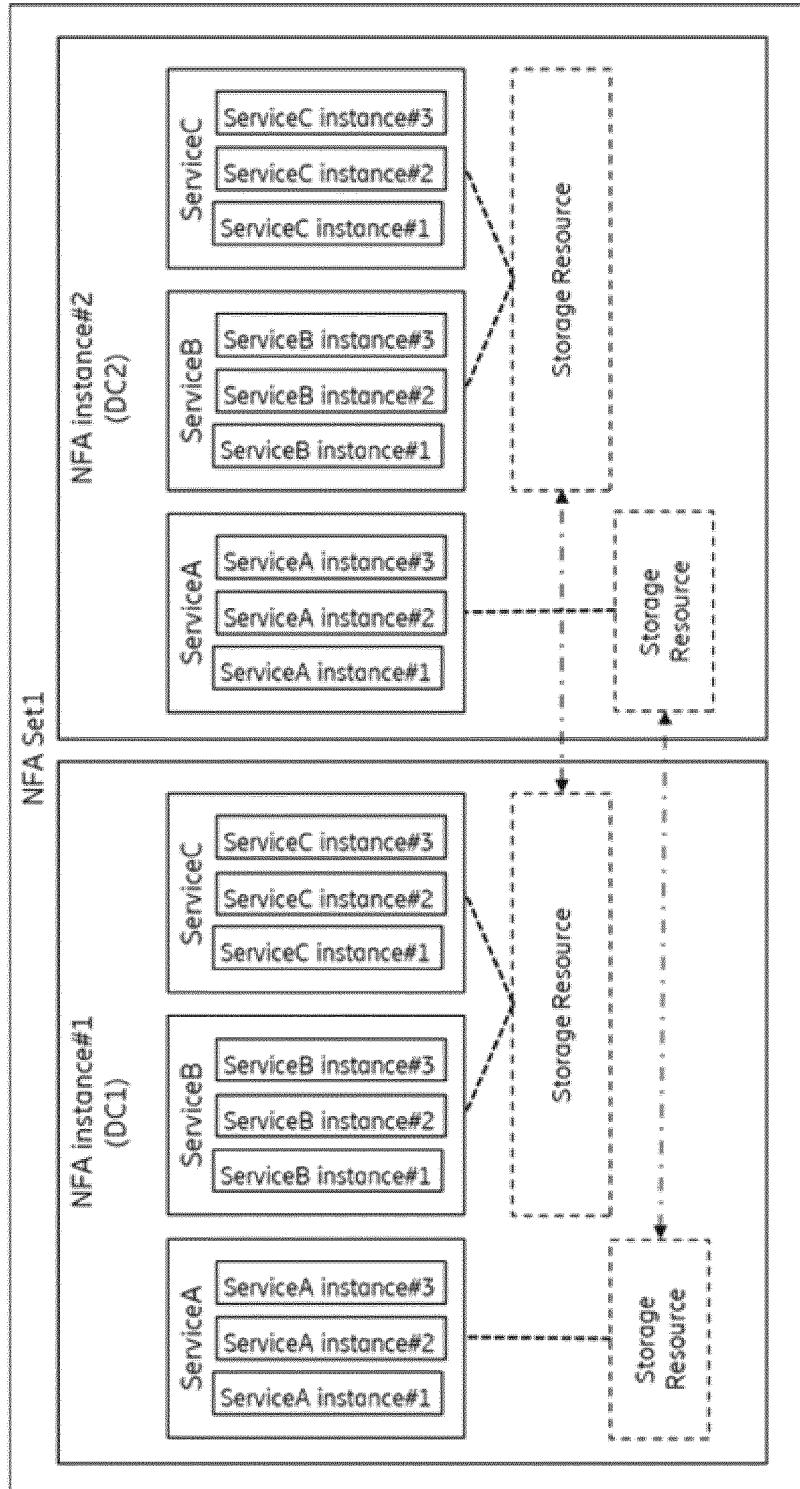 NFA Set1
NFA instance#1
(DC1)
ServiceA
ServiceA instance#1
ServiceA instance#2
ServiceA instance#3
ServiceB
ServiceB instance#1
ServiceB instance#2
ServiceB instance#3
ServiceC
ServiceC instance#1
ServiceC instance#2
ServiceC instance#3
Storage Resource
Storage
Resource
NFA instance#2
(DC2)
ServiceA
ServiceA instance#1
ServiceA instance#2
ServiceA instance#3
ServiceB
ServiceB instance#1
ServiceB instance#2
ServiceB instance#3
ServiceC
ServiceC instance#1
ServiceC instance#2
ServiceC instance#3
Storage Resource
Storage
Resource